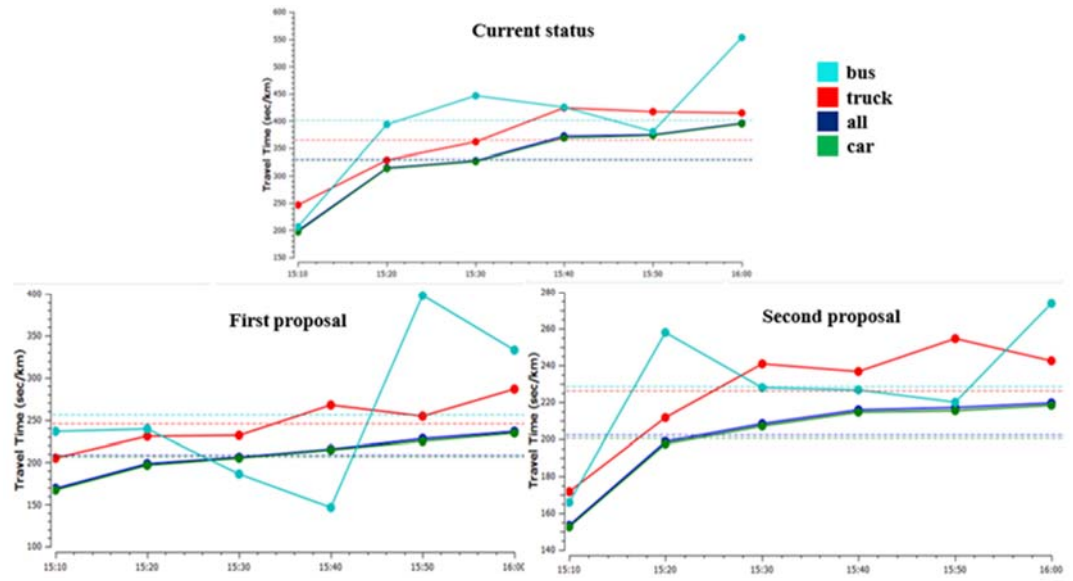 Current status
Travel Time (sec/km)
600
550
500
450
400
350
300
250
200
150
15:10 15:20 15:30 15:40 15:50 16:00
bus
truck
all
car
First proposal
Travel Time (sec/km)
400
350
300
250
200
150
100
15:10 15:20 15:30 15:40 15:50 16:00
Second proposal
Travel Time (sec/km)
280
260
240
220
200
180
160
140
15:10 15:20 15:30 15:40 15:50 16:00